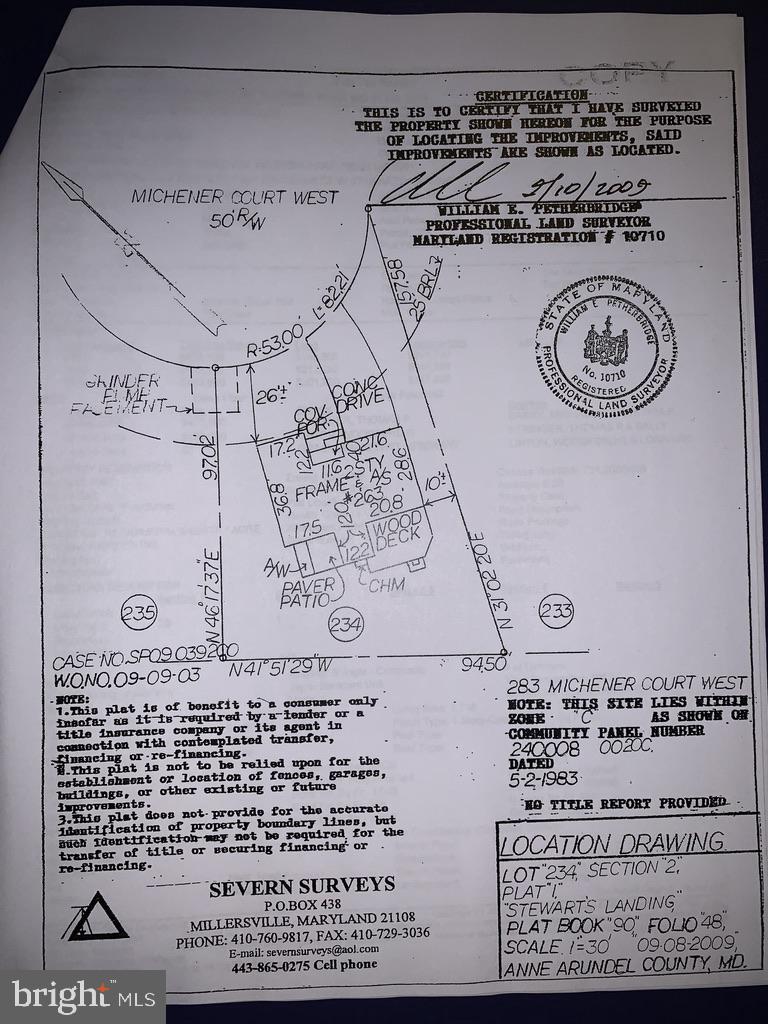 CERTIFICATION
THIS IS TO CERTIFY THAT I HAVE SURVEYED
THE PROPERTY SHOWN HEREON FOR THE PURPOSE
OF LOCATING THE IMPROVEMENTS, SAID
IMPROVEMENTS ARE SHOWN AS LOCATED.
9/10/2009
WILLIAM E. PETHERBRIDGE
PROFESSIONAL LAND SURVEYOR
MARYLAND REGISTRATION # 10710
MICHENER COURT WEST
50' R/W
STATE OF MARYLAND
WILLIAM E. PETHERBRIDGE
No. 10710
REGISTERED
PROFESSIONAL LAND SURVEYOR
157.58
25' BRL
L=82.21'
R=53.00'
GRINDER
PUMP
EASEMENT
26'±
CONC
DRIVE
COV
POR.
17.2
12.2
11.6
4.0
21.6
2 STY
FRAME & A/S
#263
36.8
28.6
20.8
10'±
17.5
12.0
12.2
WOOD
DECK
A/W
PAVER
PATIO
CHM
97.02'
N 46°17'37"E
N 31°02'20"E
235
234
233
CASE NO. SP09.039200
W.O.NO. 09-09-03
N41°51'29"W
94.50'
NOTE:
1.This plat is of benefit to a consumer only
insofar as it is required by a lender or a
title insurance company or its agent in
connection with contemplated transfer,
financing or re-financing.
2.This plat is not to be relied upon for the
establishment or location of fences, garages,
buildings, or other existing or future
improvements.
3.This plat does not provide for the accurate
identification of property boundary lines, but
such identification may not be required for the
transfer of title or securing financing or
re-financing.
283 MICHENER COURT WEST
NOTE: THIS SITE LIES WITHIN
ZONE "C" AS SHOWN ON
COMMUNITY PANEL NUMBER
240008 0020C.
DATED
5-2-1983
NO TITLE REPORT PROVIDED
SEVERN SURVEYS
P.O.BOX 438
MILLERSVILLE, MARYLAND 21108
PHONE: 410-760-9817, FAX: 410-729-3036
E-mail: severnsurveys@aol.com
443-865-0275 Cell phone
LOCATION DRAWING
LOT "234", SECTION "2",
PLAT "1",
"STEWART'S LANDING"
PLAT BOOK "90", FOLIO "48",
SCALE 1"=30' 09-08-2009,
ANNE ARUNDEL COUNTY, MD.
bright MLS